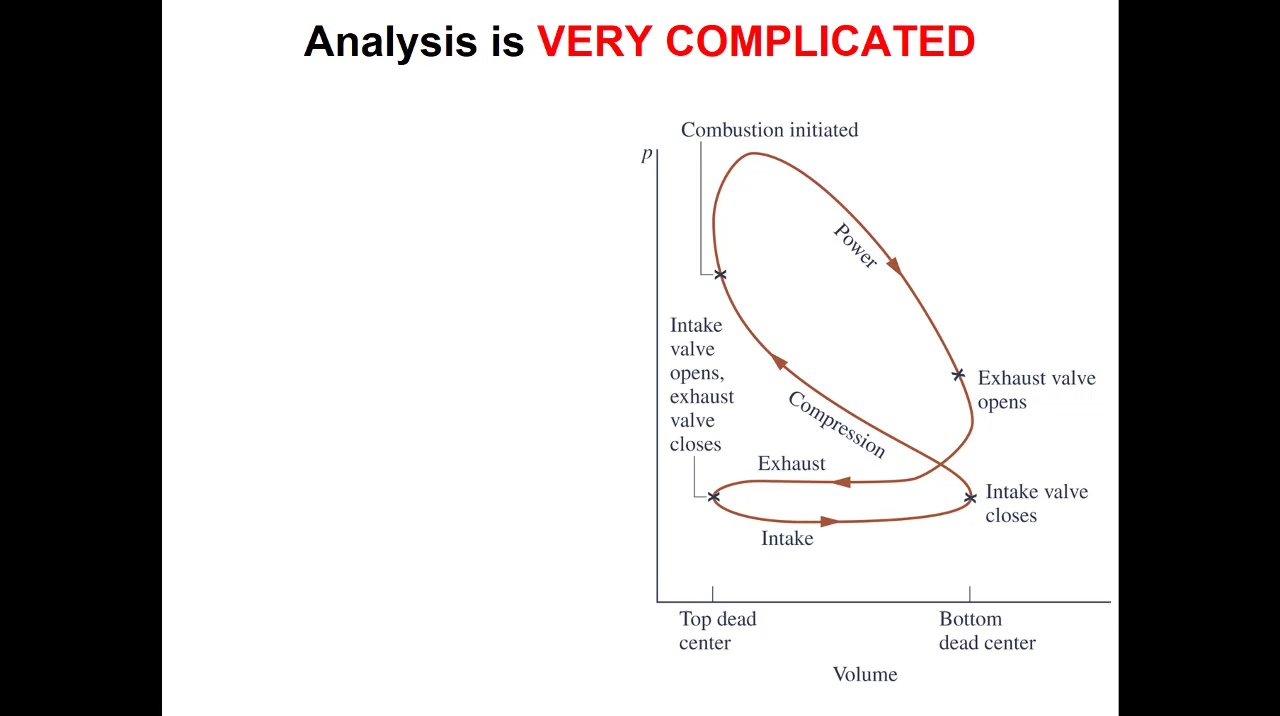 Analysis is VERY COMPLICATED
Combustion initiated
p
Power
Intake
valve
opens,
exhaust
valve
closes
Exhaust valve
opens
Compression
Exhaust
Intake valve
closes
Intake
Top dead
center
Bottom
dead center
Volume